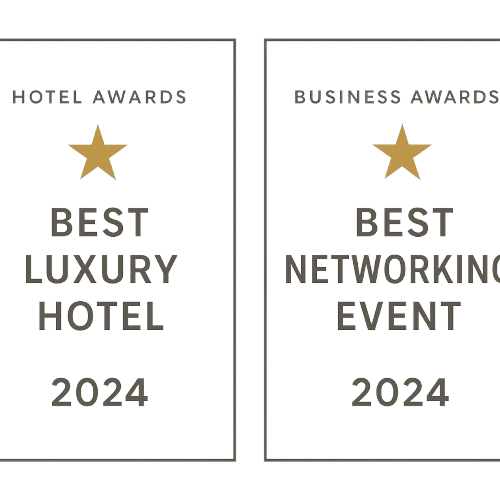 HOTEL AWARDS
BEST
LUXURY
HOTEL
2024
BUSINESS AWARDS
BEST
NETWORKING
EVENT
2024